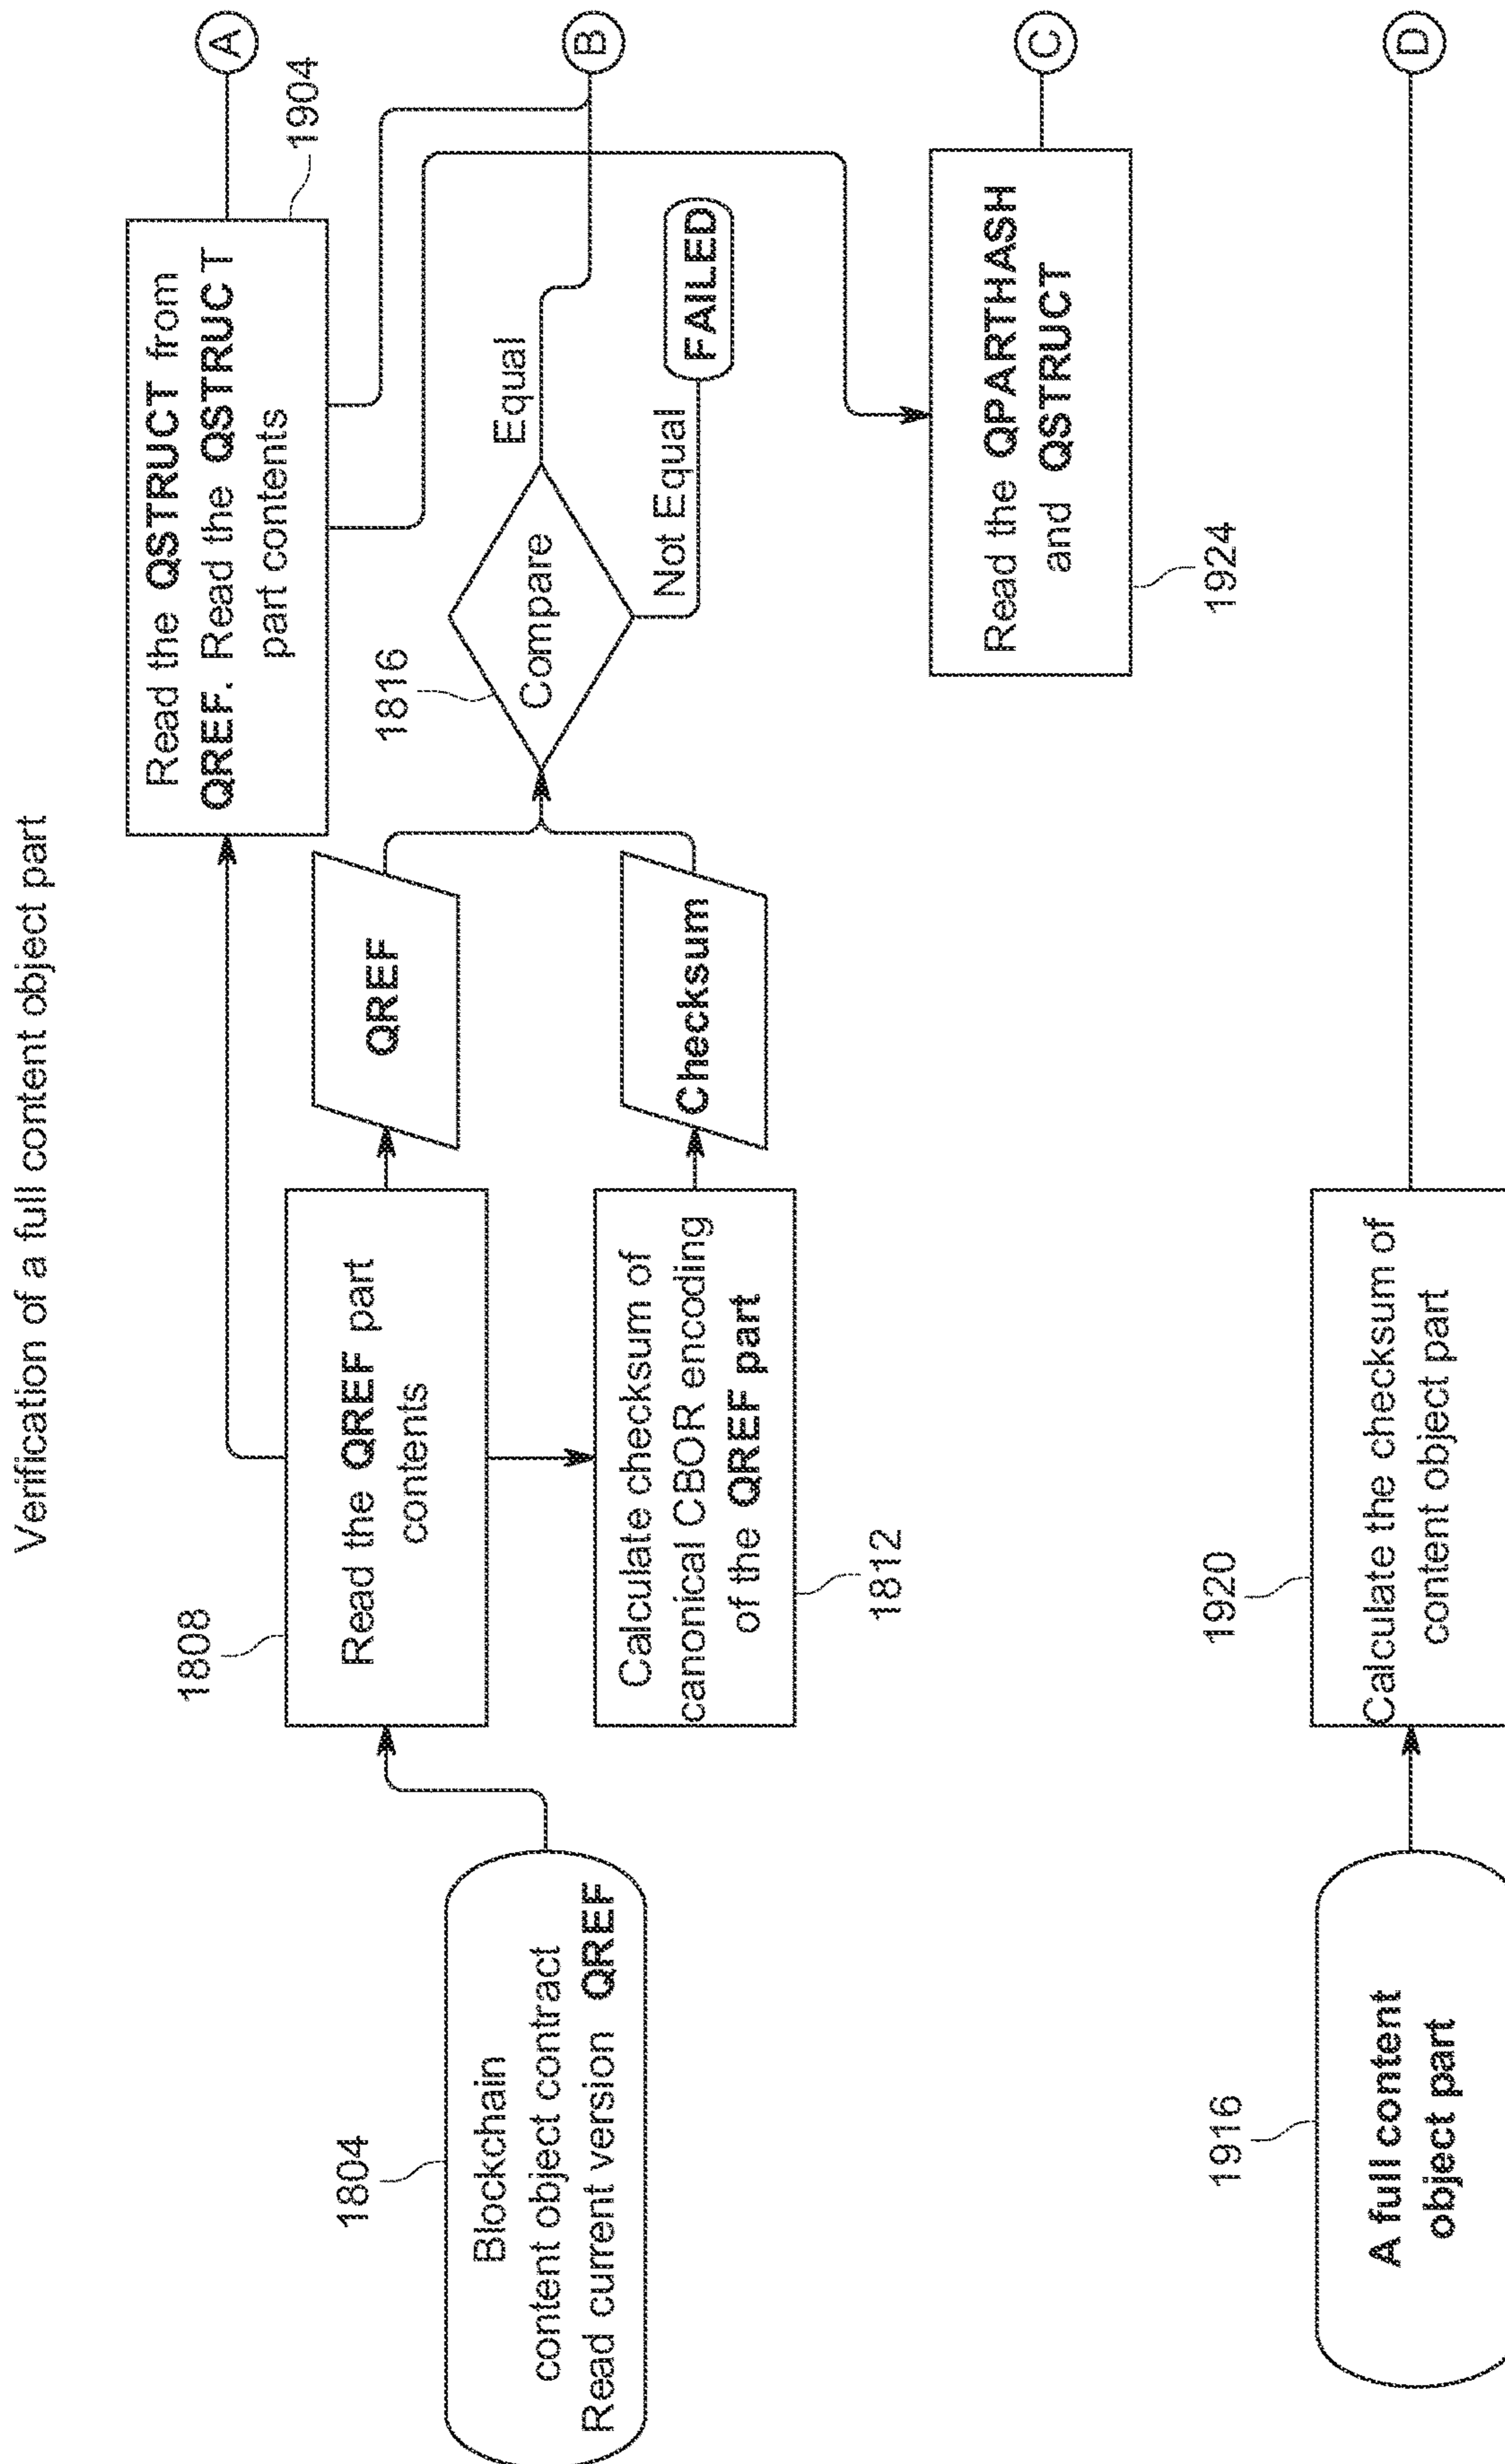 Verification of a full content object part
1804
Blockchain
content object contract
Read current version QREF
1808
Read the QREF part
contents
Calculate checksum of
canonical CBOR encoding
of the QREF part
1812
QREF
Checksum
1816
Compare
Equal
Not Equal
FAILED
Read the QSTRUCT from
QREF. Read the QSTRUCT
part contents
1904
Read the QPARTHASH
and QSTRUCT
1924
1916
A full content
object part
1920
Calculate the checksum of
content object part
A
B
C
D